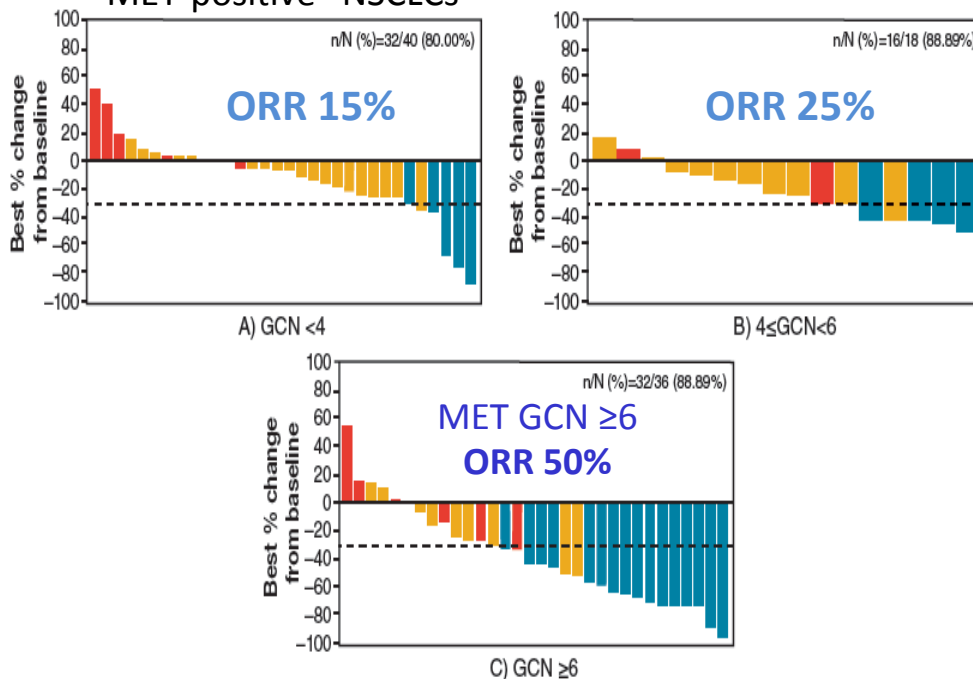 MET-positive NSCLCs
100
80
60
40
20
0
−20
−40
−60
−80
−100
Best % change
from baseline
n/N (%)=32/40 (80.00%)
ORR 15%
A) GCN <4
100
80
60
40
20
0
−20
−40
−60
−80
−100
Best % change
from baseline
n/N (%)=16/18 (88.89%)
ORR 25%
B) 4≤GCN<6
100
80
60
40
20
0
−20
−40
−60
−80
−100
Best % change
from baseline
n/N (%)=32/36 (88.89%)
MET GCN ≥6
ORR 50%
C) GCN ≥6